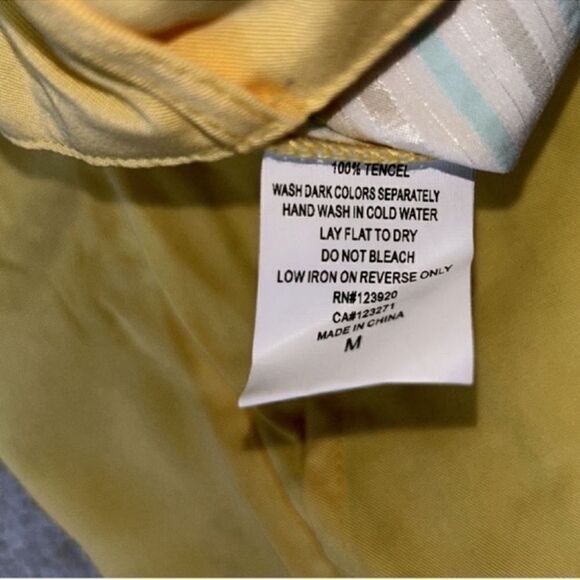 100% TENCEL
WASH DARK COLORS SEPARATELY
HAND WASH IN COLD WATER
LAY FLAT TO DRY
DO NOT BLEACH
LOW IRON ON REVERSE ONLY
RN#123920
CA#123271
MADE IN CHINA
M